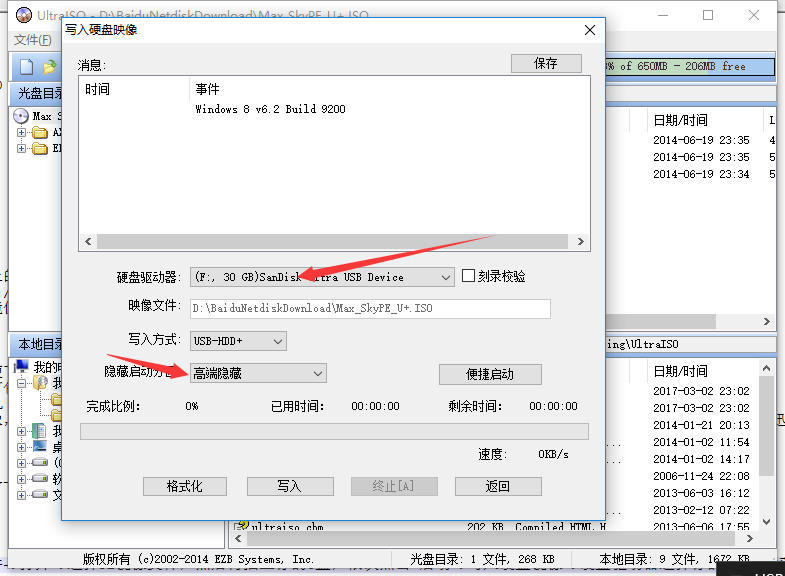 UltraISO - D:\BaiduNetdiskDownload\Max_SkyPE_U+.ISO
文件(F)
写入硬盘映像
% of 650MB - 206MB free
消息:
保存
时间 事件
Windows 8 v6.2 Build 9200
光盘目录
Max S
日期/时间
2014-06-19 23:35
2014-06-19 23:35
2014-06-19 23:34
硬盘驱动器:
(F:, 30 GB)SanDisk USB Device
刻录校验
映像文件:
D:\BaiduNetdiskDownload\Max_SkyPE_U+.ISO
写入方式:
USB-HDD+
隐藏启动分
高端隐藏
便捷启动
完成比例:
0%
已用时间:
00:00:00
剩余时间:
00:00:00
速度:
0KB/s
格式化
写入
终止[A]
返回
本地目录
ing\UltraISO
我的
日期/时间
2017-03-02 23:02
2017-03-02 23:02
2014-01-21 20:13
2014-01-02 11:54
2014-01-02 14:17
2006-11-24 22:08
2013-06-03 16:12
2013-02-12 07:22
ultraiso.chm 202 KB Compiled HTML H... 2013-06-06 17:55
版权所有 (c)2002-2014 EZB Systems, Inc.
光盘目录: 1 文件, 268 KB
本地目录: 9 文件, 1672 KB